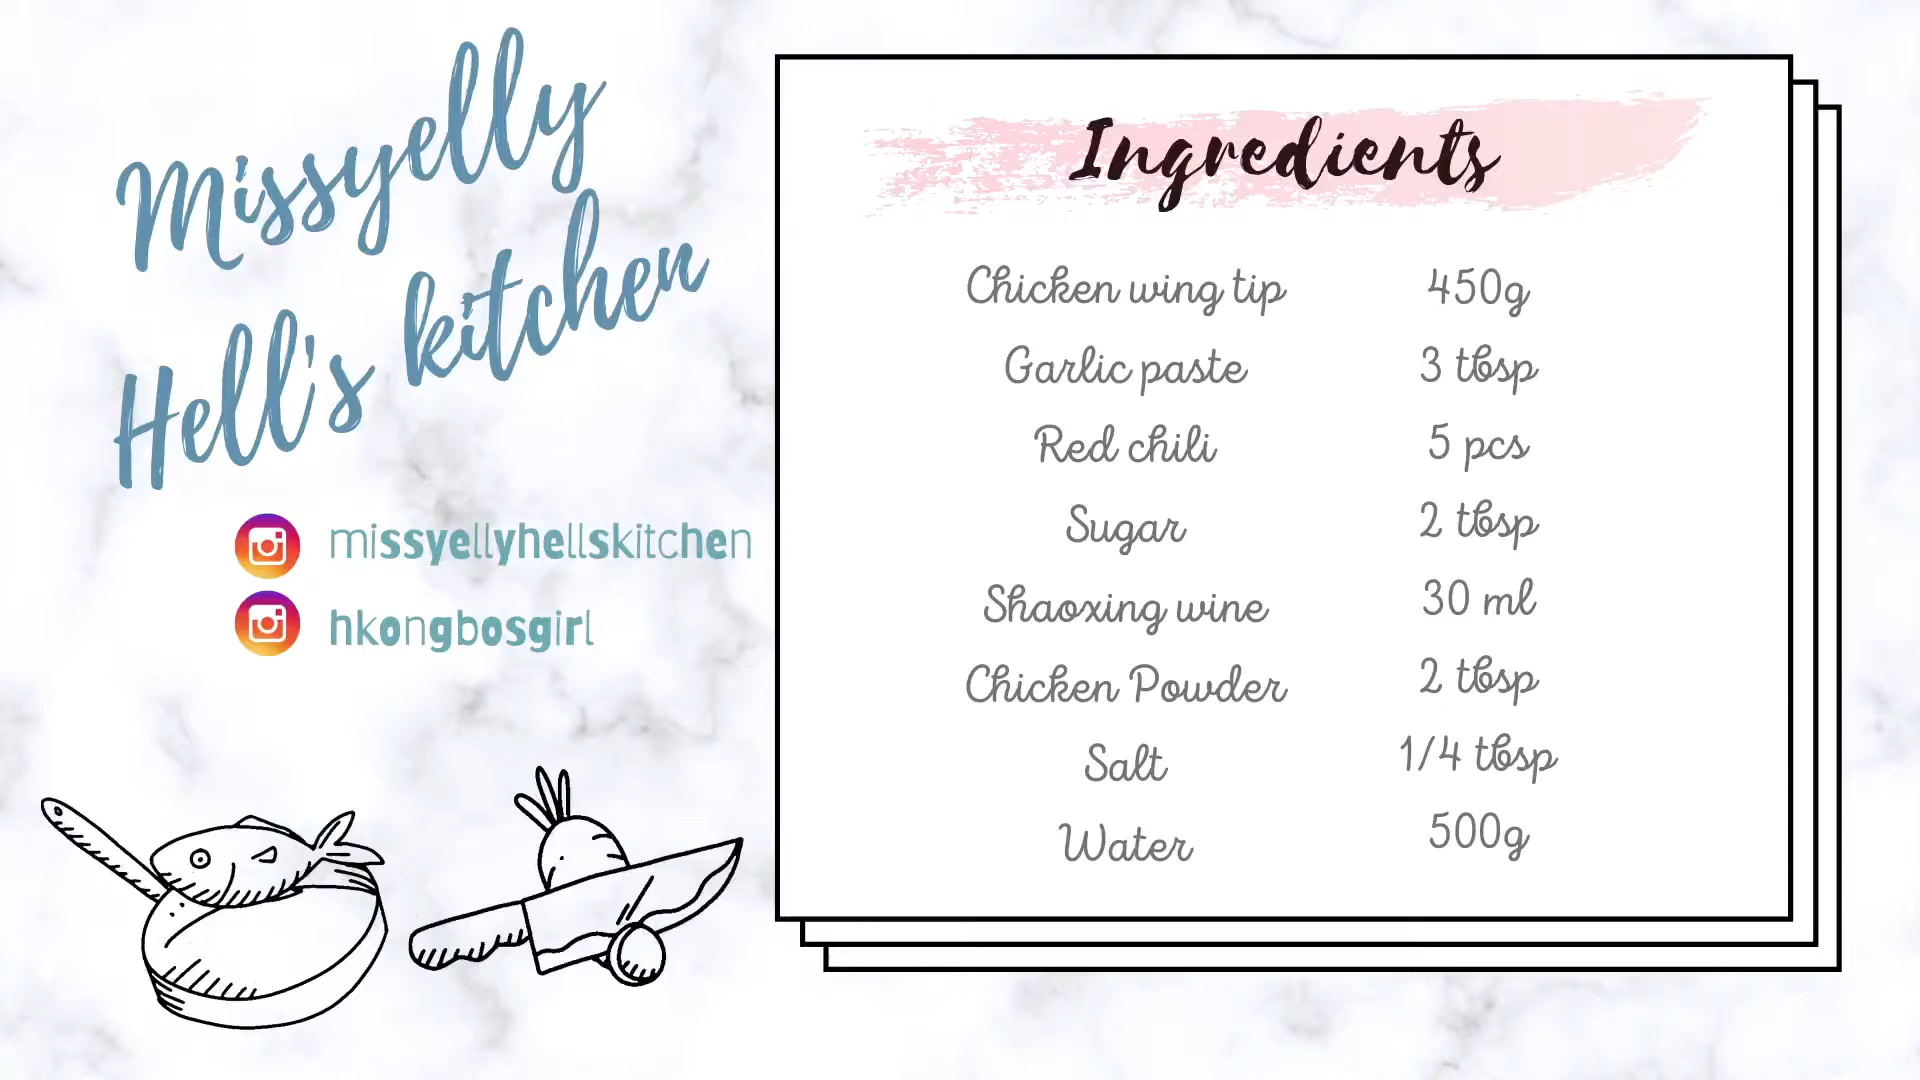 Missyelly
Hell's kitchen
missyellyhellskitchen
hkongbosgirl
Ingredients
Chicken wing tip 450g
Garlic paste 3 tbsp
Red chili 5 pcs
Sugar 2 tbsp
Shaoxing wine 30 ml
Chicken Powder 2 tbsp
Salt 1/4 tbsp
Water 500g